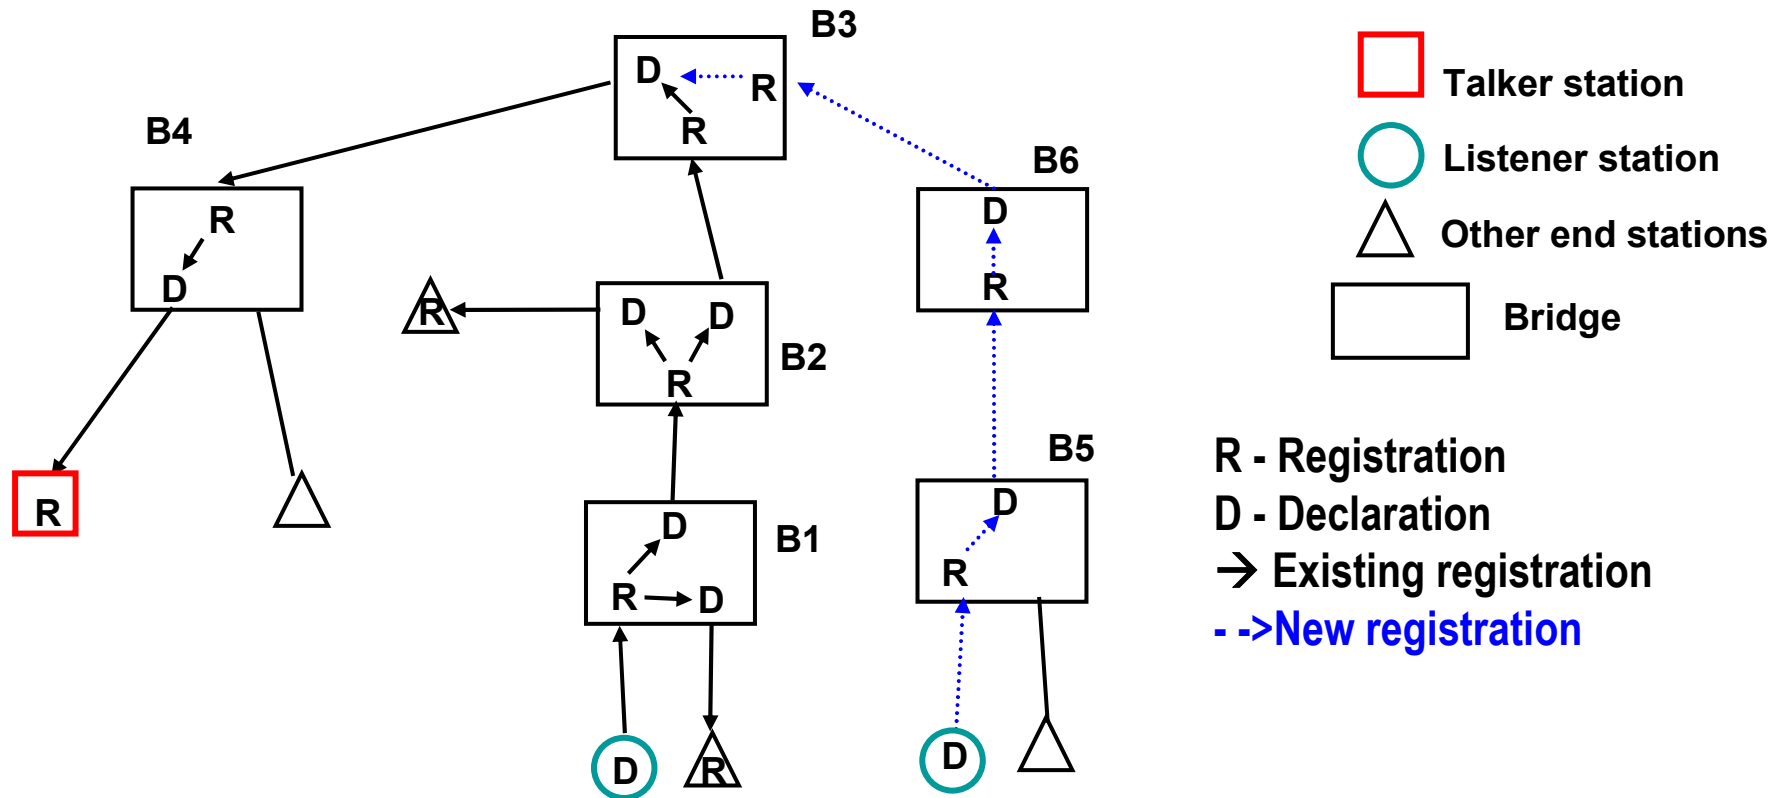 B3
D
R
R
B4
R
D
B6
D
R
R
D
D
R
B2
B5
D
R
R
D
R
D
B1
D
R
D
Talker station
Listener station
Other end stations
Bridge
R - Registration
D - Declaration
→ Existing registration
- ->New registration